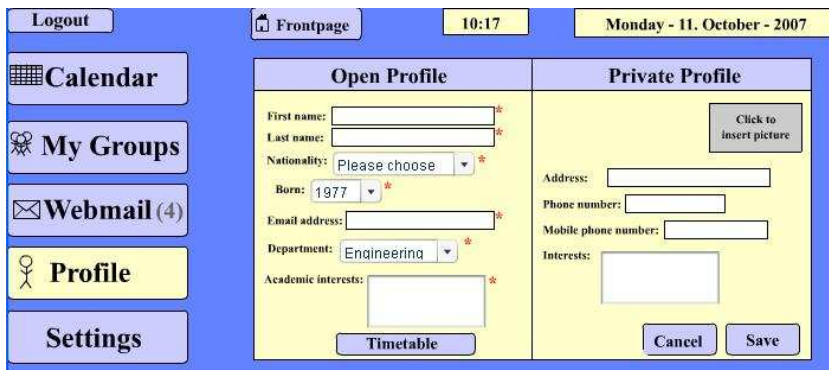 Logout
Frontpage
10:17
Monday - 11. October - 2007
Calendar
My Groups
Webmail (4)
Profile
Settings
Open Profile
First name: *
Last name: *
Nationality: Please choose *
Born: 1977 *
Email address: *
Department: Engineering *
Academic interests: *
Timetable
Private Profile
Click to
insert picture
Address:
Phone number:
Mobile phone number:
Interests:
Cancel
Save